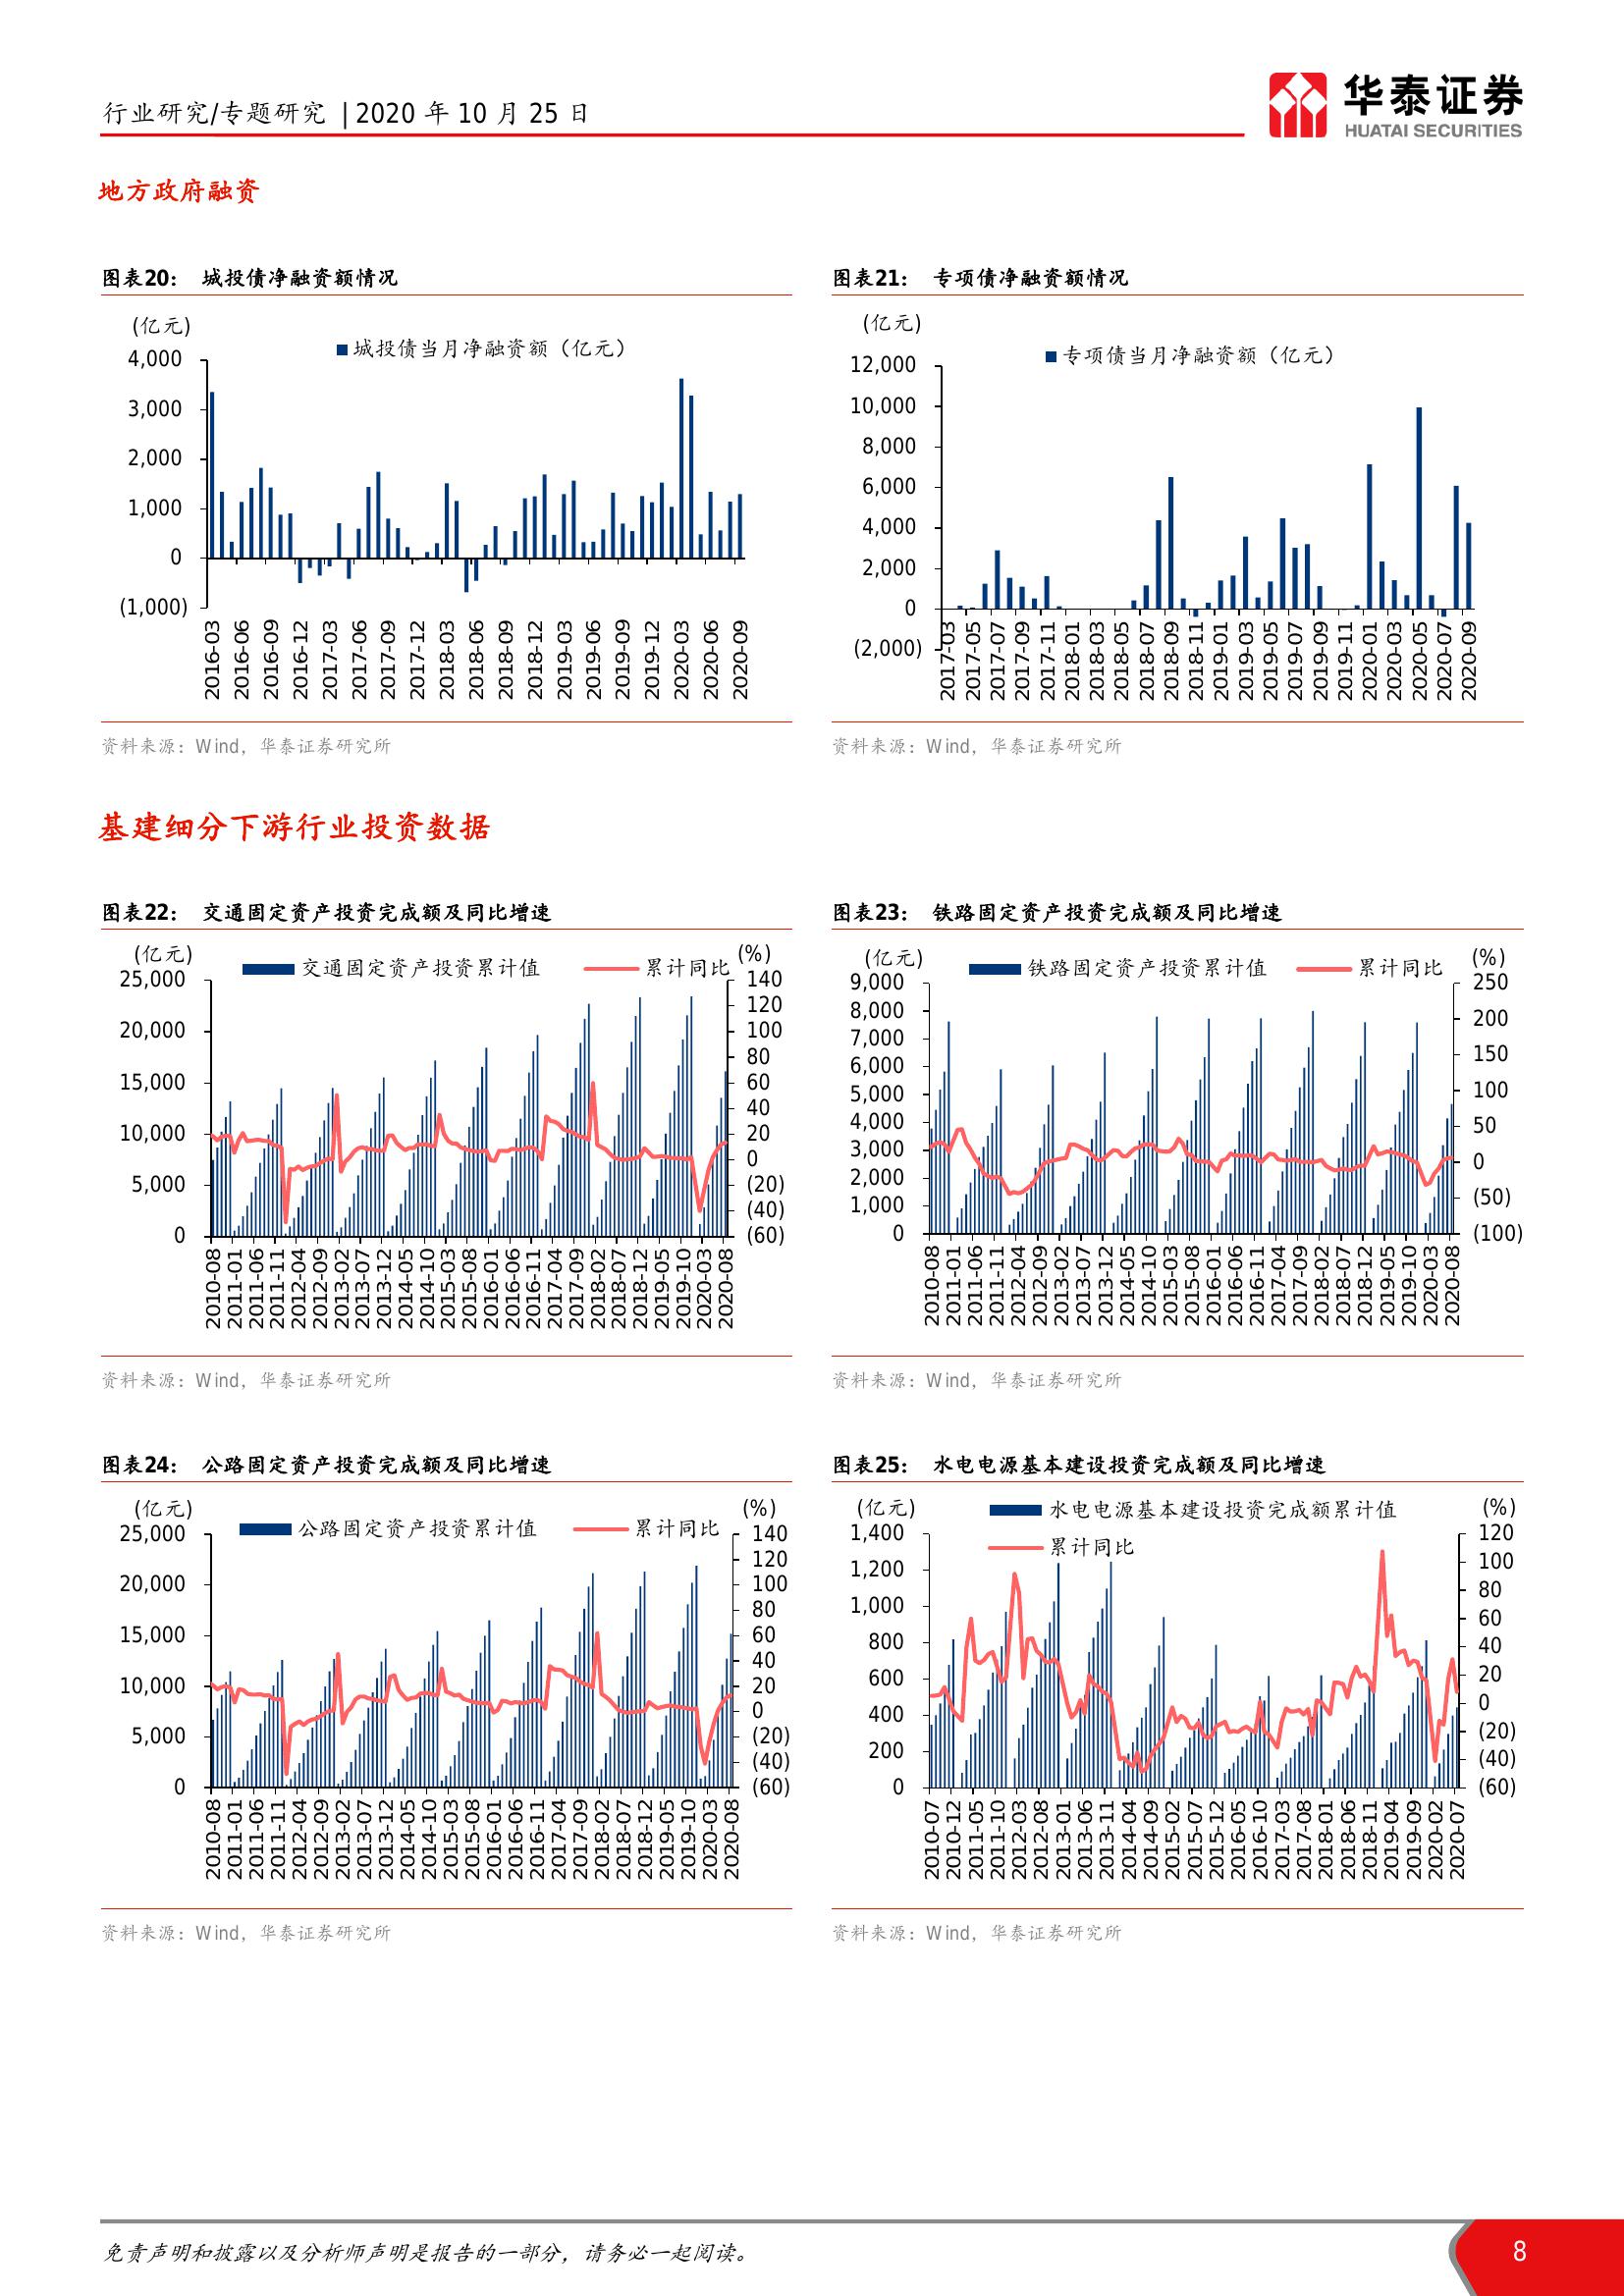 行业研究/专题研究 | 2020 年 10 月 25 日
华泰证券
HUATAI SECURITIES
地方政府融资
图表20： 城投债净融资额情况
(亿元)
城投债当月净融资额（亿元）
4,000
3,000
2,000
1,000
0
(1,000)
2016-03 2016-06 2016-09 2016-12 2017-03 2017-06 2017-09 2017-12 2018-03 2018-06 2018-09 2018-12 2019-03 2019-06 2019-09 2019-12 2020-03 2020-06 2020-09
资料来源：Wind，华泰证券研究所
图表21： 专项债净融资额情况
(亿元)
专项债当月净融资额（亿元）
12,000
10,000
8,000
6,000
4,000
2,000
0
(2,000)
2017-03 2017-05 2017-07 2017-09 2017-11 2018-01 2018-03 2018-05 2018-07 2018-09 2018-11 2019-01 2019-03 2019-05 2019-07 2019-09 2019-11 2020-01 2020-03 2020-05 2020-07 2020-09
资料来源：Wind，华泰证券研究所
基建细分下游行业投资数据
图表22： 交通固定资产投资完成额及同比增速
(亿元)
交通固定资产投资累计值 累计同比
(%)
25,000
20,000
15,000
10,000
5,000
0
140
120
100
80
60
40
20
0
(20)
(40)
(60)
2010-08 2011-01 2011-06 2011-11 2012-04 2012-09 2013-02 2013-07 2013-12 2014-05 2014-10 2015-03 2015-08 2016-01 2016-06 2016-11 2017-04 2017-09 2018-02 2018-07 2018-12 2019-05 2019-10 2020-03 2020-08
资料来源：Wind，华泰证券研究所
图表23： 铁路固定资产投资完成额及同比增速
(亿元)
铁路固定资产投资累计值 累计同比
(%)
9,000
8,000
7,000
6,000
5,000
4,000
3,000
2,000
1,000
0
250
200
150
100
50
0
(50)
(100)
2010-08 2011-01 2011-06 2011-11 2012-04 2012-09 2013-02 2013-07 2013-12 2014-05 2014-10 2015-03 2015-08 2016-01 2016-06 2016-11 2017-04 2017-09 2018-02 2018-07 2018-12 2019-05 2019-10 2020-03 2020-08
资料来源：Wind，华泰证券研究所
图表24： 公路固定资产投资完成额及同比增速
(亿元)
公路固定资产投资累计值 累计同比
(%)
25,000
20,000
15,000
10,000
5,000
0
140
120
100
80
60
40
20
0
(20)
(40)
(60)
2010-08 2011-01 2011-06 2011-11 2012-04 2012-09 2013-02 2013-07 2013-12 2014-05 2014-10 2015-03 2015-08 2016-01 2016-06 2016-11 2017-04 2017-09 2018-02 2018-07 2018-12 2019-05 2019-10 2020-03 2020-08
资料来源：Wind，华泰证券研究所
图表25： 水电电源基本建设投资完成额及同比增速
(亿元)
水电电源基本建设投资完成额累计值
累计同比
(%)
1,400
1,200
1,000
800
600
400
200
0
120
100
80
60
40
20
0
(20)
(40)
(60)
2010-07 2010-12 2011-05 2011-10 2012-03 2012-08 2013-01 2013-06 2013-11 2014-04 2014-09 2015-02 2015-07 2015-12 2016-05 2016-10 2017-03 2017-08 2018-01 2018-06 2018-11 2019-04 2019-09 2020-02 2020-07
资料来源：Wind，华泰证券研究所
免责声明和披露以及分析师声明是报告的一部分，请务必一起阅读。
8